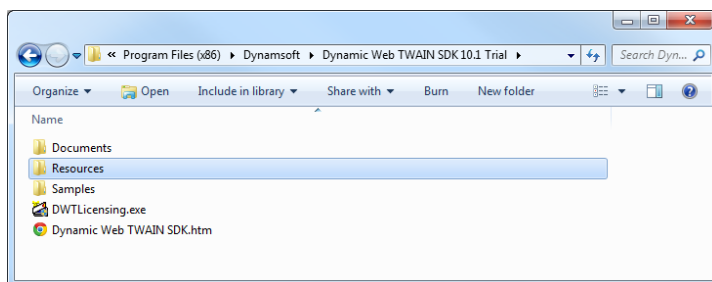 « Program Files (x86) ▸ Dynamsoft ▸ Dynamic Web TWAIN SDK 10.1 Trial ▸ Search Dyn...
Organize Open Include in library Share with Burn New folder
Name
Documents
Resources
Samples
DWTLicensing.exe
Dynamic Web TWAIN SDK.htm